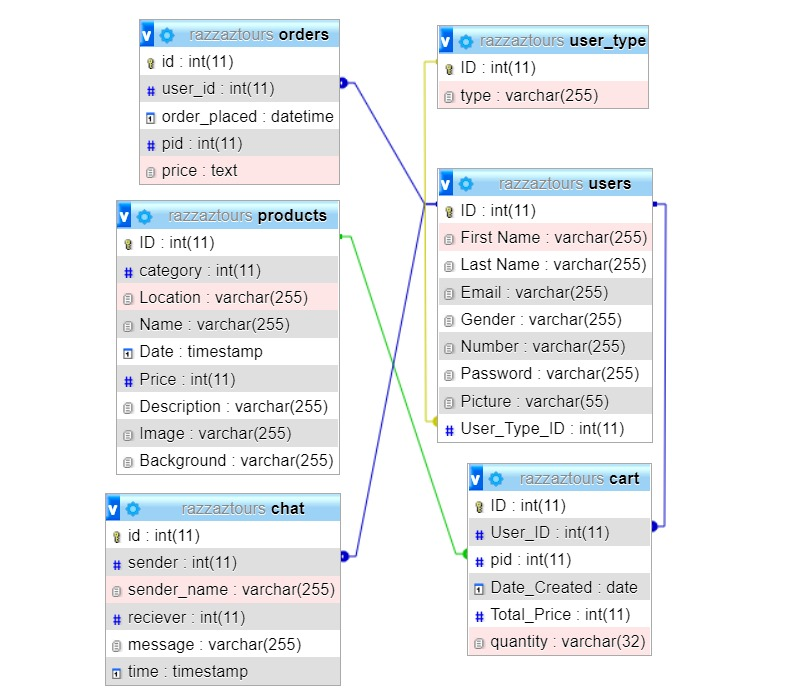 v razzaztours orders
id : int(11)
# user_id : int(11)
order_placed : datetime
# pid : int(11)
price : text
v razzaztours user_type
ID : int(11)
type : varchar(255)
v razzaztours products
ID : int(11)
# category : int(11)
Location : varchar(255)
Name : varchar(255)
Date : timestamp
# Price : int(11)
Description : varchar(255)
Image : varchar(255)
Background : varchar(255)
v razzaztours users
ID : int(11)
First Name : varchar(255)
Last Name : varchar(255)
Email : varchar(255)
Gender : varchar(255)
Number : varchar(255)
Password : varchar(255)
Picture : varchar(55)
# User_Type_ID : int(11)
v razzaztours chat
id : int(11)
# sender : int(11)
sender_name : varchar(255)
# reciever : int(11)
message : varchar(255)
time : timestamp
v razzaztours cart
ID : int(11)
# User_ID : int(11)
# pid : int(11)
Date_Created : date
# Total_Price : int(11)
quantity : varchar(32)